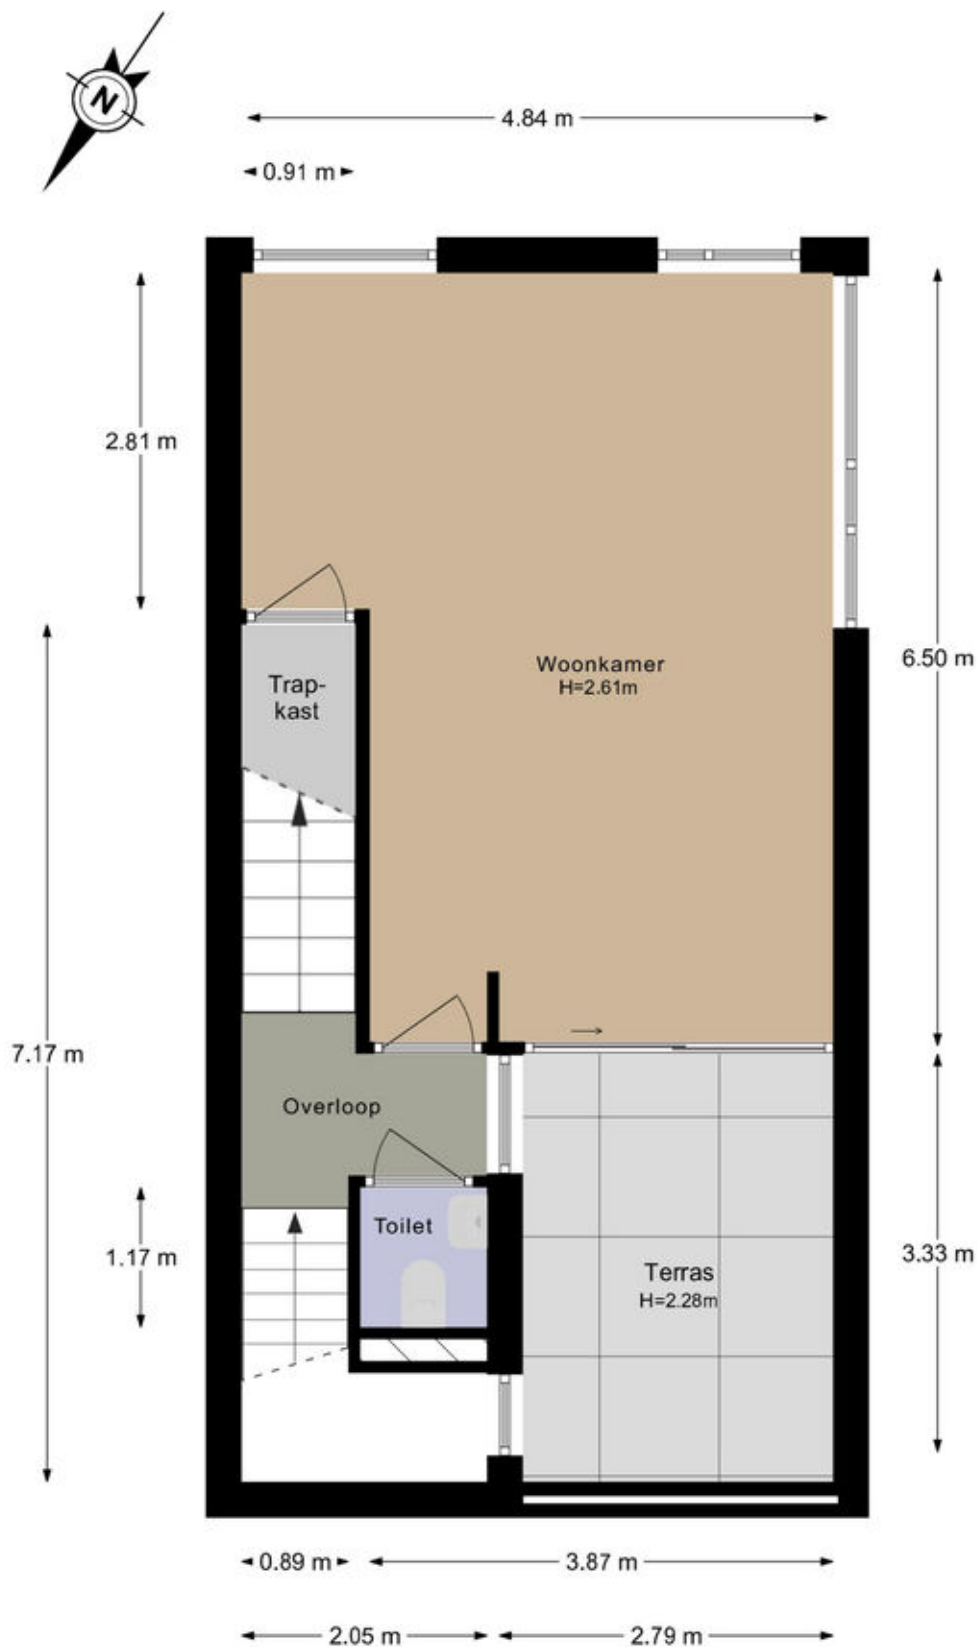 N
4.84 m
0.91 m
2.81 m
6.50 m
Woonkamer
H=2.61m
Trap-
kast
7.17 m
Overloop
Toilet
1.17 m
Terras
H=2.28m
3.33 m
0.89 m
3.87 m
2.05 m
2.79 m